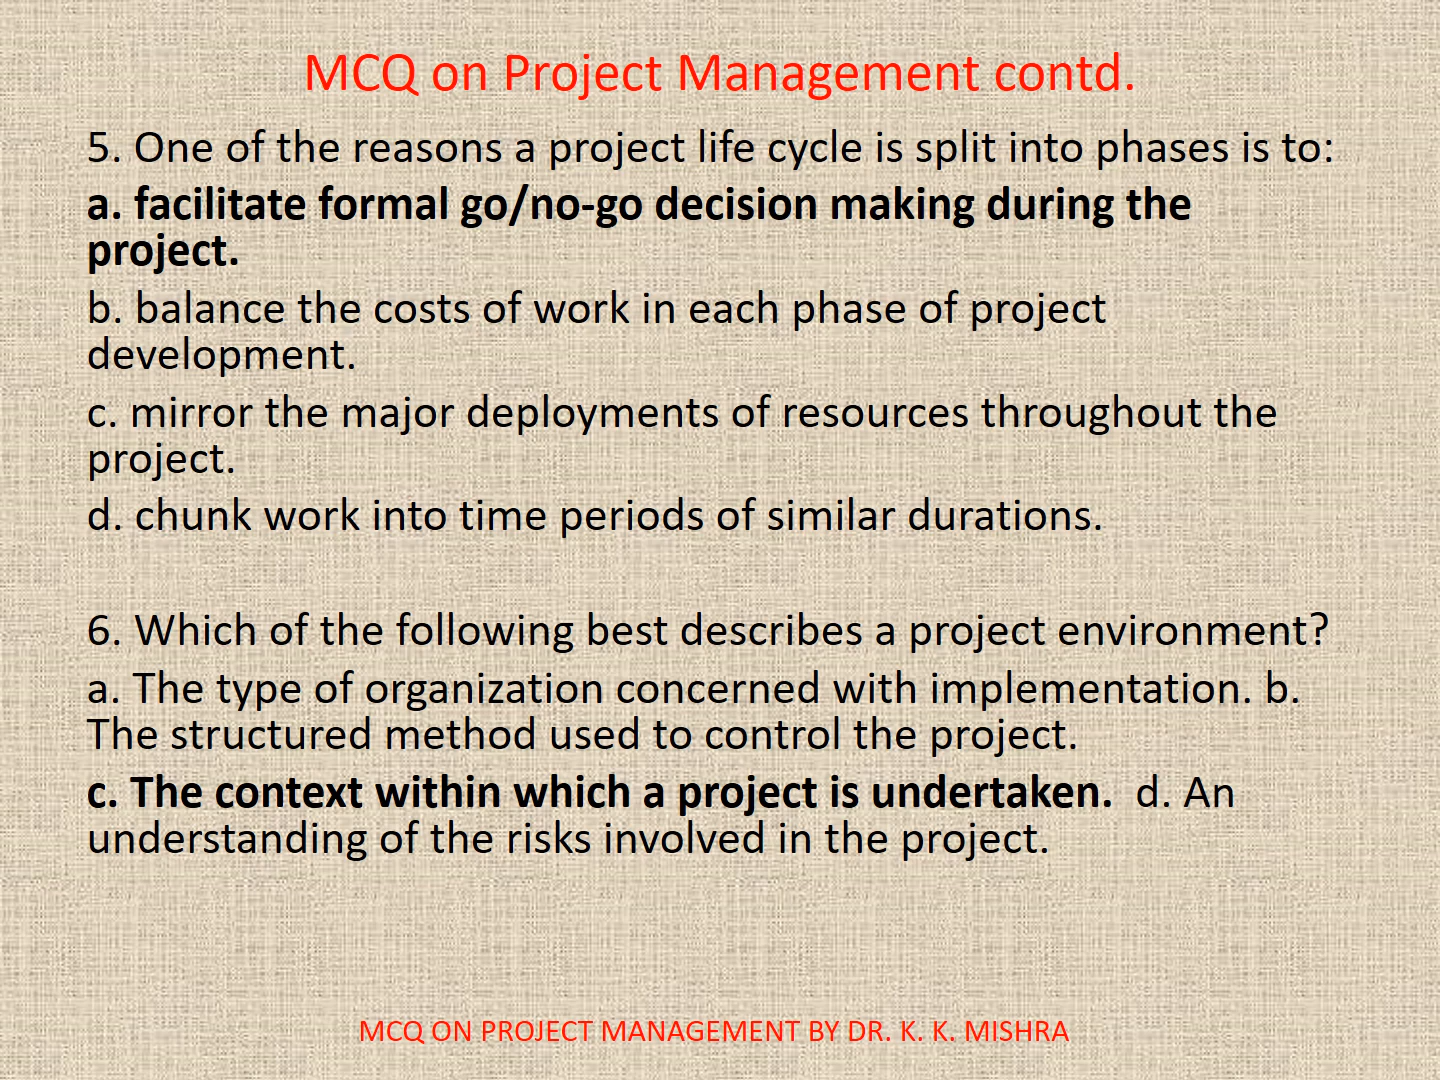 MCQ on Project Management contd.
5. One of the reasons a project life cycle is split into phases is to:
a. facilitate formal go/no-go decision making during the
project.
b. balance the costs of work in each phase of project
development.
c. mirror the major deployments of resources throughout the
project.
d. chunk work into time periods of similar durations.
6. Which of the following best describes a project environment?
a. The type of organization concerned with implementation. b.
The structured method used to control the project.
c. The context within which a project is undertaken.  d. An
understanding of the risks involved in the project.
MCQ ON PROJECT MANAGEMENT BY DR. K. K. MISHRA